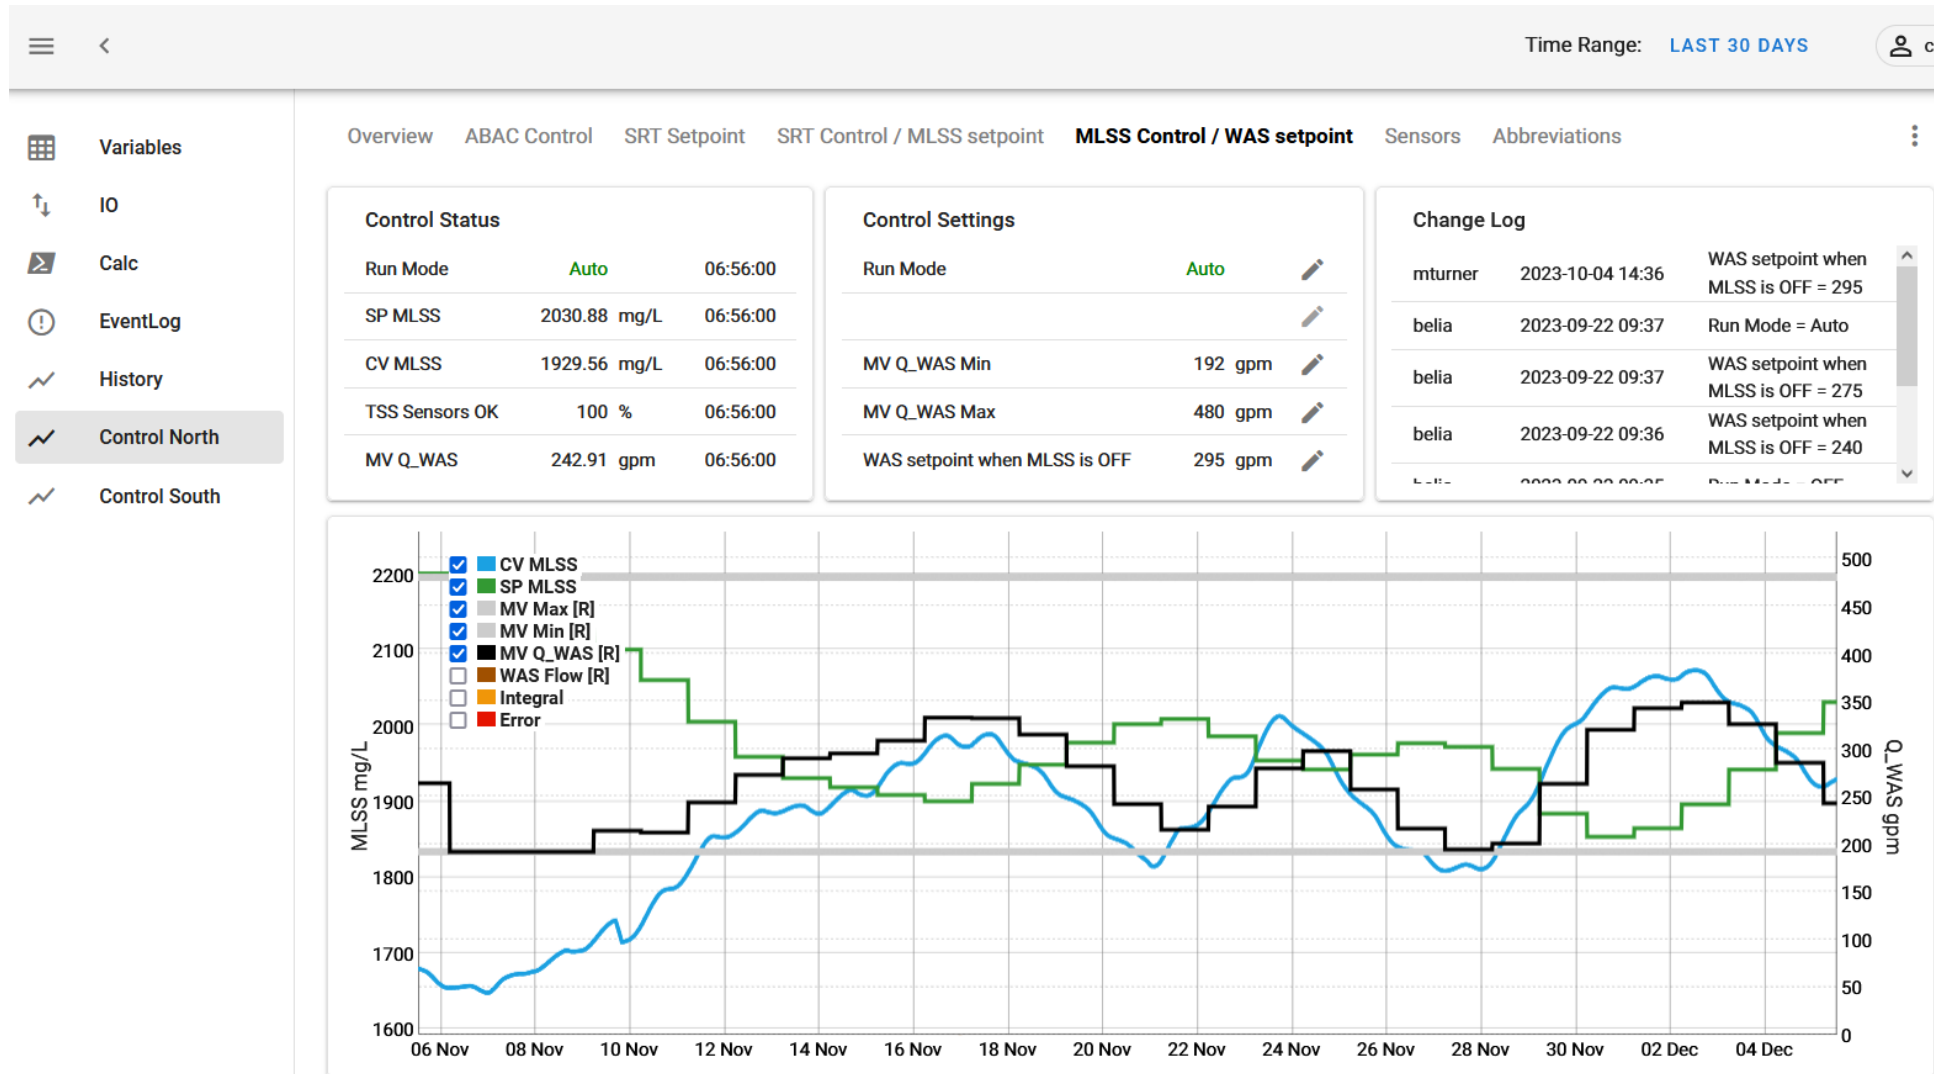 Time Range: LAST 30 DAYS
Variables
IO
Calc
EventLog
History
Control North
Control South
Overview ABAC Control SRT Setpoint SRT Control / MLSS setpoint MLSS Control / WAS setpoint Sensors Abbreviations
Control Status
Run Mode Auto 06:56:00
SP MLSS 2030.88 mg/L 06:56:00
CV MLSS 1929.56 mg/L 06:56:00
TSS Sensors OK 100 % 06:56:00
MV Q_WAS 242.91 gpm 06:56:00
Control Settings
Run Mode Auto
MV Q_WAS Min 192 gpm
MV Q_WAS Max 480 gpm
WAS setpoint when MLSS is OFF 295 gpm
Change Log
mturner 2023-10-04 14:36 WAS setpoint when
MLSS is OFF = 295
belia 2023-09-22 09:37 Run Mode = Auto
belia 2023-09-22 09:37 WAS setpoint when
MLSS is OFF = 275
belia 2023-09-22 09:36 WAS setpoint when
MLSS is OFF = 240
CV MLSS
SP MLSS
MV Max [R]
MV Min [R]
MV Q_WAS [R]
WAS Flow [R]
Integral
Error
MLSS mg/L
2200
2100
2000
1900
1800
1700
1600
500
450
400
350
300
250
200
150
100
50
0
Q_WAS gpm
06 Nov 08 Nov 10 Nov 12 Nov 14 Nov 16 Nov 18 Nov 20 Nov 22 Nov 24 Nov 26 Nov 28 Nov 30 Nov 02 Dec 04 Dec